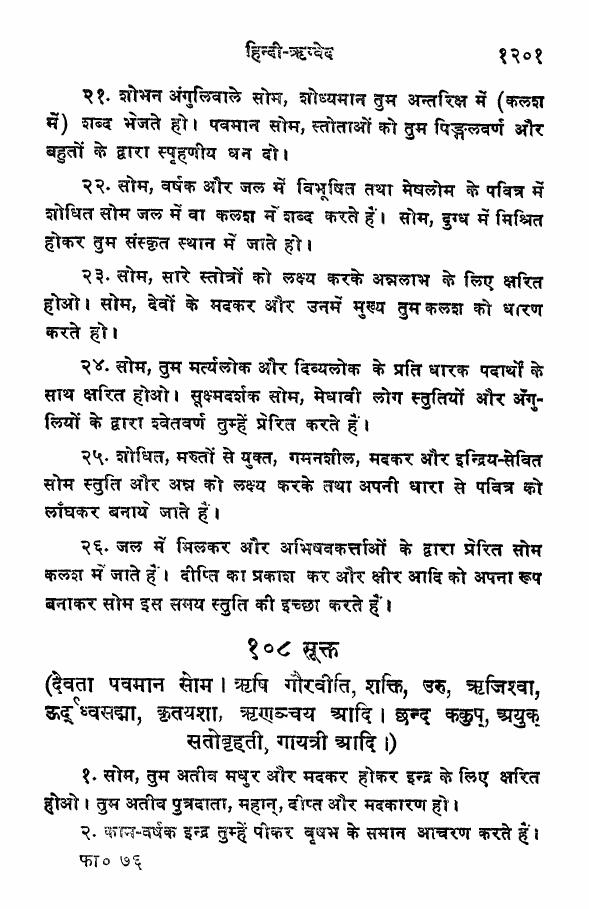 हिन्दी-ऋग्वेद १२०१
२१. शोभन अंगुलिवाले सोम, शोध्यमान तुम अन्तरिक्ष में (कलश
में) शब्द भेजते हो। पवमान सोम, स्तोताओं को तुम पिङ्गलवर्ण और
बहुतों के द्वारा स्पृहणीय धन दो।
२२. सोम, वर्षक और जल में विभूषित तथा मेषलोम के पवित्र में
शोधित सोम जल में वा कलश में शब्द करते हैं। सोम, दुग्ध में मिश्रित
होकर तुम संस्कृत स्थान में जाते हो।
२३. सोम, सारे स्तोत्रों को लक्ष्य करके अन्नलाभ के लिए क्षरित
होओ। सोम, देवों के मदकर और उनमें मुख्य तुम कलश को धारण
करते हो।
२४. सोम, तुम मर्त्यलोक और दिव्यलोक के प्रति धारक पदार्थों के
साथ क्षरित होओ। सूक्ष्मदर्शक सोम, मेधावी लोग स्तुतियों और अँगु-
लियों के द्वारा श्वेतवर्ण तुम्हें प्रेरित करते हैं।
२५. शोधित, मरुतों से युक्त, गमनशील, मदकर और इन्द्रिय-सेवित
सोम स्तुति और अन्न को लक्ष्य करके तथा अपनी धारा से पवित्र को
लाँघकर बनाये जाते हैं।
२६. जल में मिलकर और अभिषवकर्त्ताओं के द्वारा प्रेरित सोम
कलश में जाते हैं। दीप्ति का प्रकाश कर और क्षीर आदि को अपना रूप
बनाकर सोम इस समय स्तुति की इच्छा करते हैं।
१०८ सूक्त
(देवता पवमान सोम। ऋषि गौरवीति, शक्ति, उरु, ऋजिश्वा,
ऊर्द्ध्वसद्मा, कृतयशा, ऋणञ्चय आदि। छन्द ककुप्, अयुक्
सतोबृहती, गायत्री आदि।)
१. सोम, तुम अतीव मधुर और मदकर होकर इन्द्र के लिए क्षरित
होओ। तुम अतीव पुत्रदाता, महान्, दीप्त और मदकारण हो।
२. काम-वर्षक इन्द्र तुम्हें पीकर वृषभ के समान आचरण करते हैं।
फा० ७६